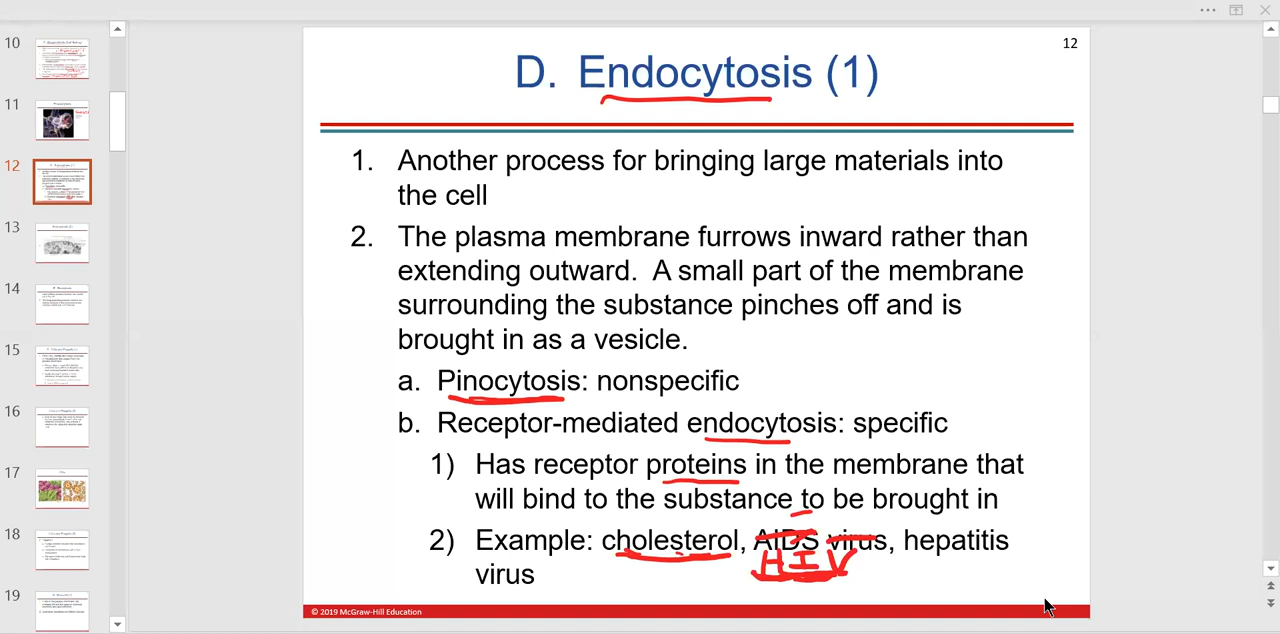 12
D. Endocytosis (1)
1. Another process for bringing large materials into
the cell
2. The plasma membrane furrows inward rather than
extending outward. A small part of the membrane
surrounding the substance pinches off and is
brought in as a vesicle.
a. Pinocytosis: nonspecific
b. Receptor-mediated endocytosis: specific
1) Has receptor proteins in the membrane that
will bind to the substance to be brought in
2) Example: cholesterol, AIDS virus, hepatitis
HIV
virus
© 2019 McGraw-Hill Education
10
11
12
13
14
15
16
17
18
19